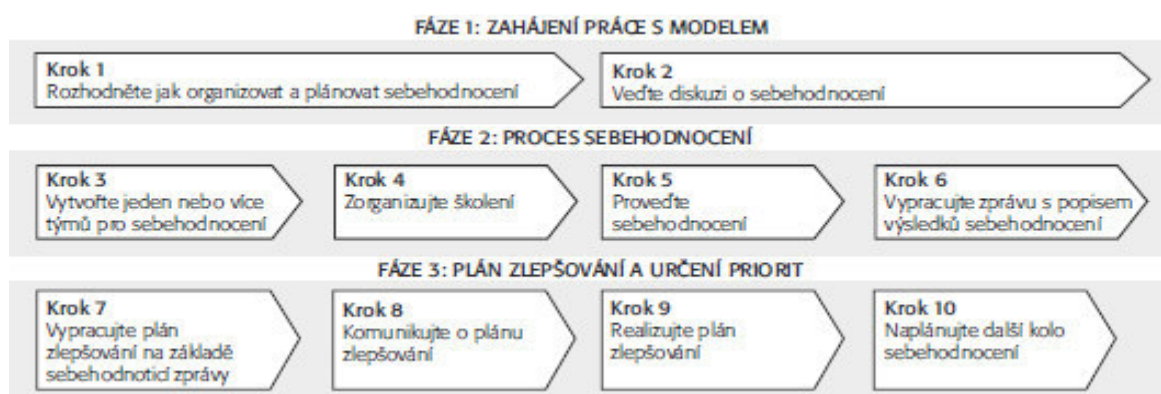 FÁZE 1: ZAHÁJENÍ PRÁCE S MODELEM
Krok 1
Rozhodněte jak organizovat a plánovat sebehodnocení
Krok 2
Veďte diskuzi o sebehodnocení
FÁZE 2: PROCES SEBEHODNOCENÍ
Krok 3
Vytvořte jeden nebo více
týmů pro sebehodnocení
Krok 4
Zorganizujte školení
Krok 5
Proveďte
sebehodnocení
Krok 6
Vypracujte zprávu s popisem
výsledků sebehodnocení
FÁZE 3: PLÁN ZLEPŠOVÁNÍ A URČENÍ PRIORIT
Krok 7
Vypracujte plán
zlepšování na základě
sebehodnoticí zprávy
Krok 8
Komunikujte o plánu
zlepšování
Krok 9
Realizujte plán
zlepšování
Krok 10
Naplánujte další kolo
sebehodnocení